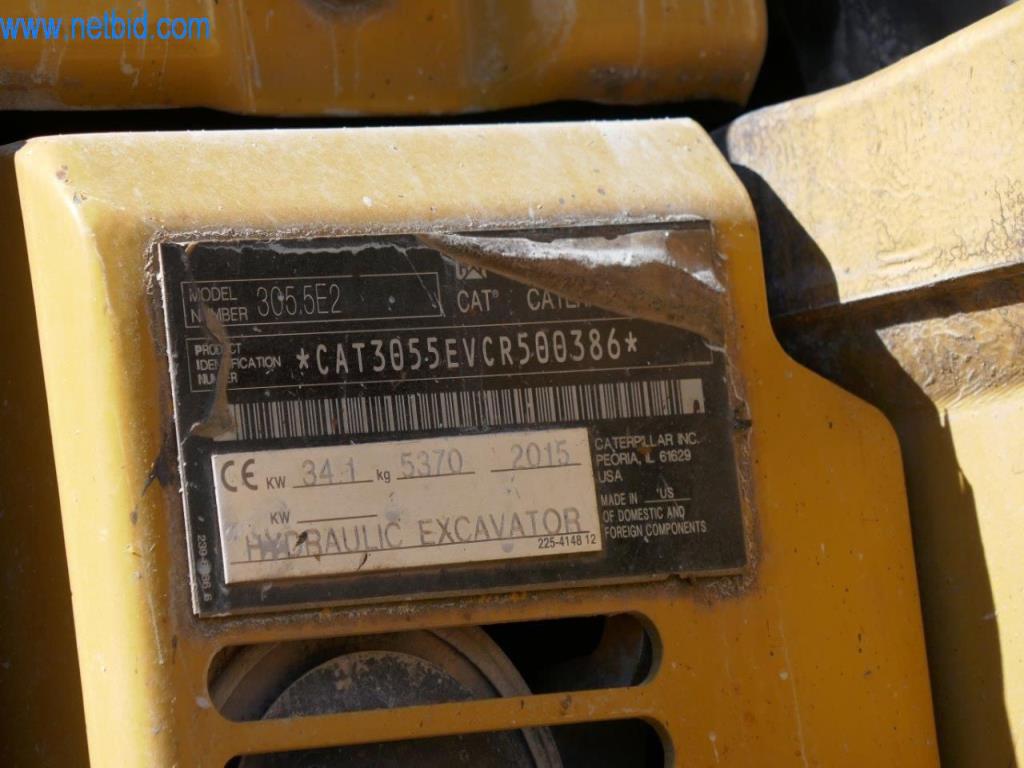 www.netbid.com
MODEL NUMBER 305.5E2
CAT®
PRODUCT IDENTIFICATION NUMBER *CAT3055EVCR500386*
CE KW 34.1 kg 5370 2015
KW
HYDRAULIC EXCAVATOR
225-4148 12
CATERPILLAR INC.
PEORIA, IL 61629
USA
MADE IN US
OF DOMESTIC AND
FOREIGN COMPONENTS